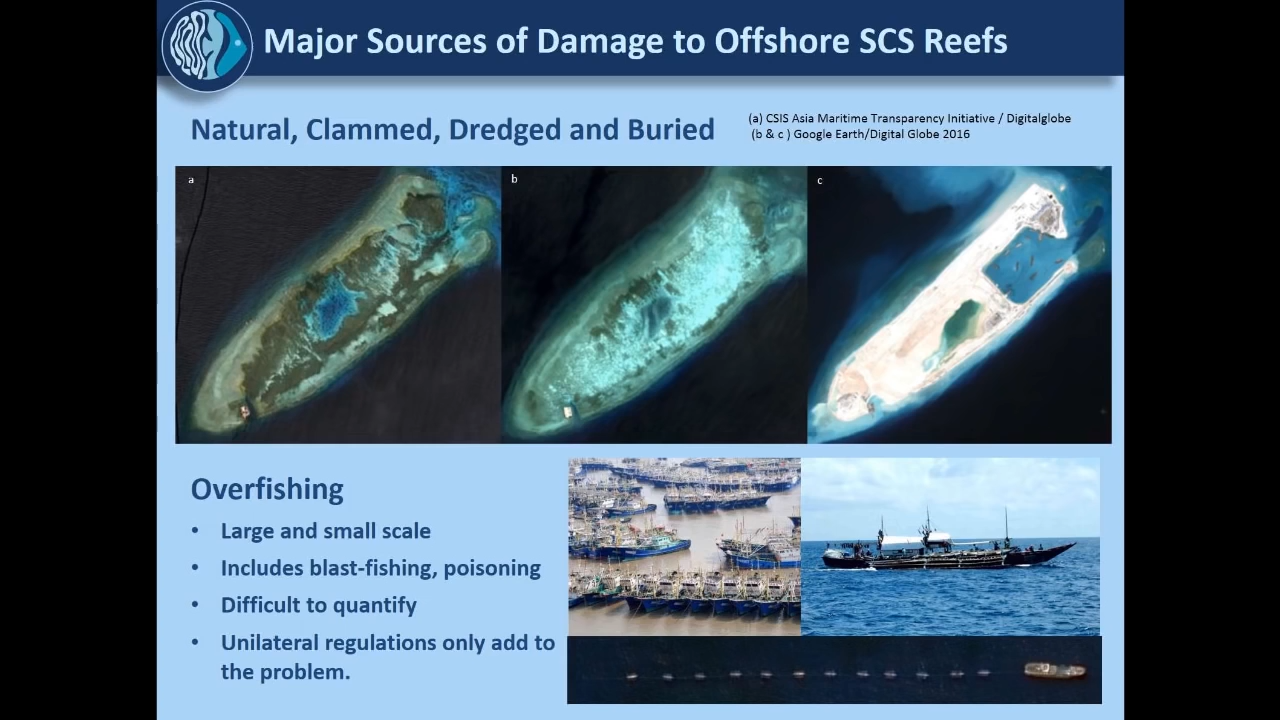 Major Sources of Damage to Offshore SCS Reefs
Natural, Clammed, Dredged and Buried
(a) CSIS Asia Maritime Transparency Initiative / Digitalglobe
(b & c ) Google Earth/Digital Globe 2016
a
b
c
Overfishing
• Large and small scale
• Includes blast-fishing, poisoning
• Difficult to quantify
• Unilateral regulations only add to
the problem.